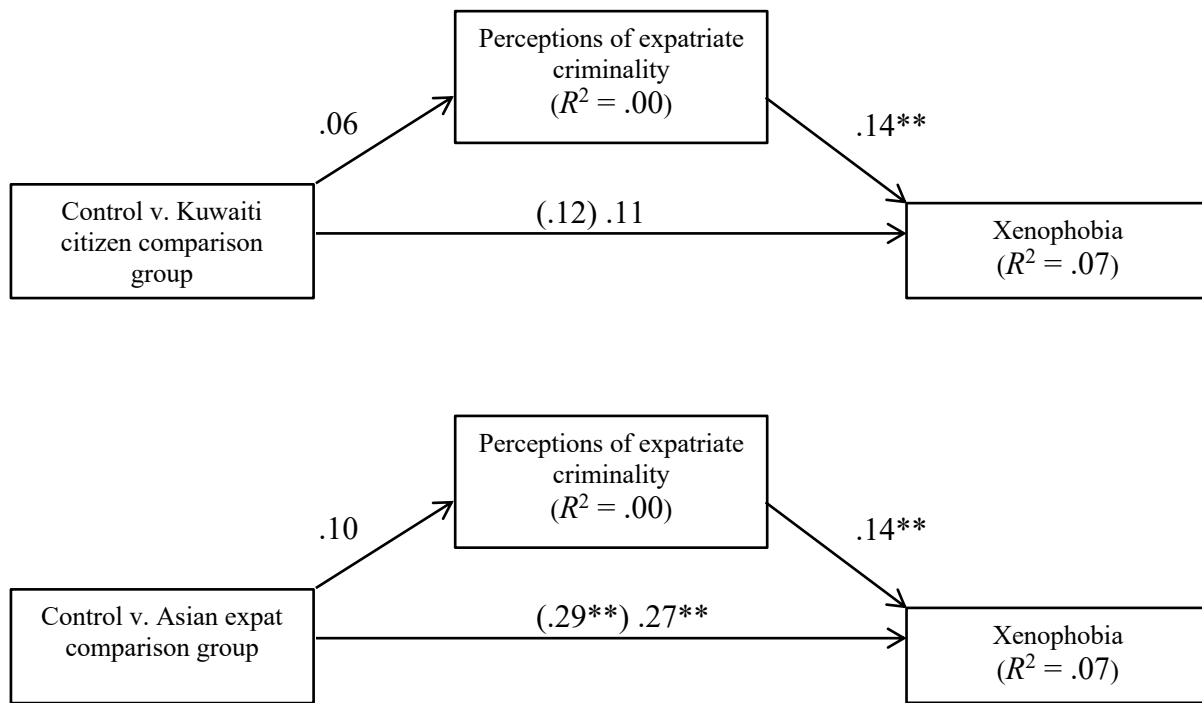 Perceptions of expatriate
criminality
(R² = .00)
.06
.14**
Control v. Kuwaiti
citizen comparison
group
(.12) .11
Xenophobia
(R² = .07)
Perceptions of expatriate
criminality
(R² = .00)
.10
.14**
Control v. Asian expat
comparison group
(.29**) .27**
Xenophobia
(R² = .07)